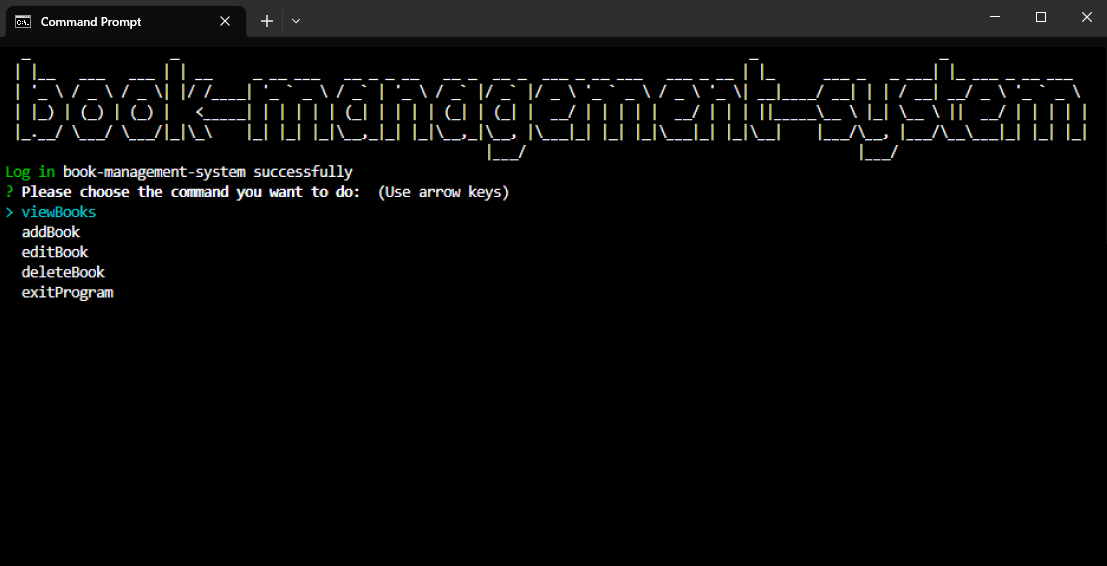 Command Prompt
book-management-system
Log in book-management-system successfully
? Please choose the command you want to do:  (Use arrow keys)
> viewBooks
addBook
editBook
deleteBook
exitProgram